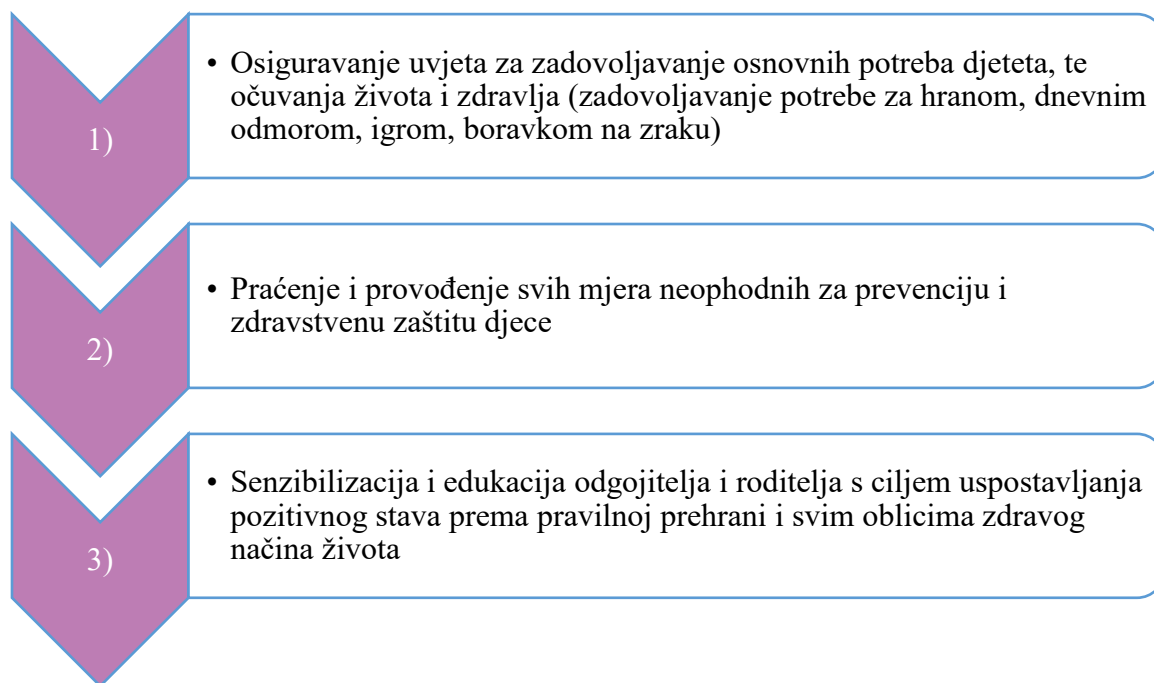 1)
• Osiguravanje uvjeta za zadovoljavanje osnovnih potreba djeteta, te
očuvanja života i zdravlja (zadovoljavanje potrebe za hranom, dnevnim
odmorom, igrom, boravkom na zraku)
2)
• Praćenje i provođenje svih mjera neophodnih za prevenciju i
zdravstvenu zaštitu djece
3)
• Senzibilizacija i edukacija odgojitelja i roditelja s ciljem uspostavljanja
pozitivnog stava prema pravilnoj prehrani i svim oblicima zdravog
načina života